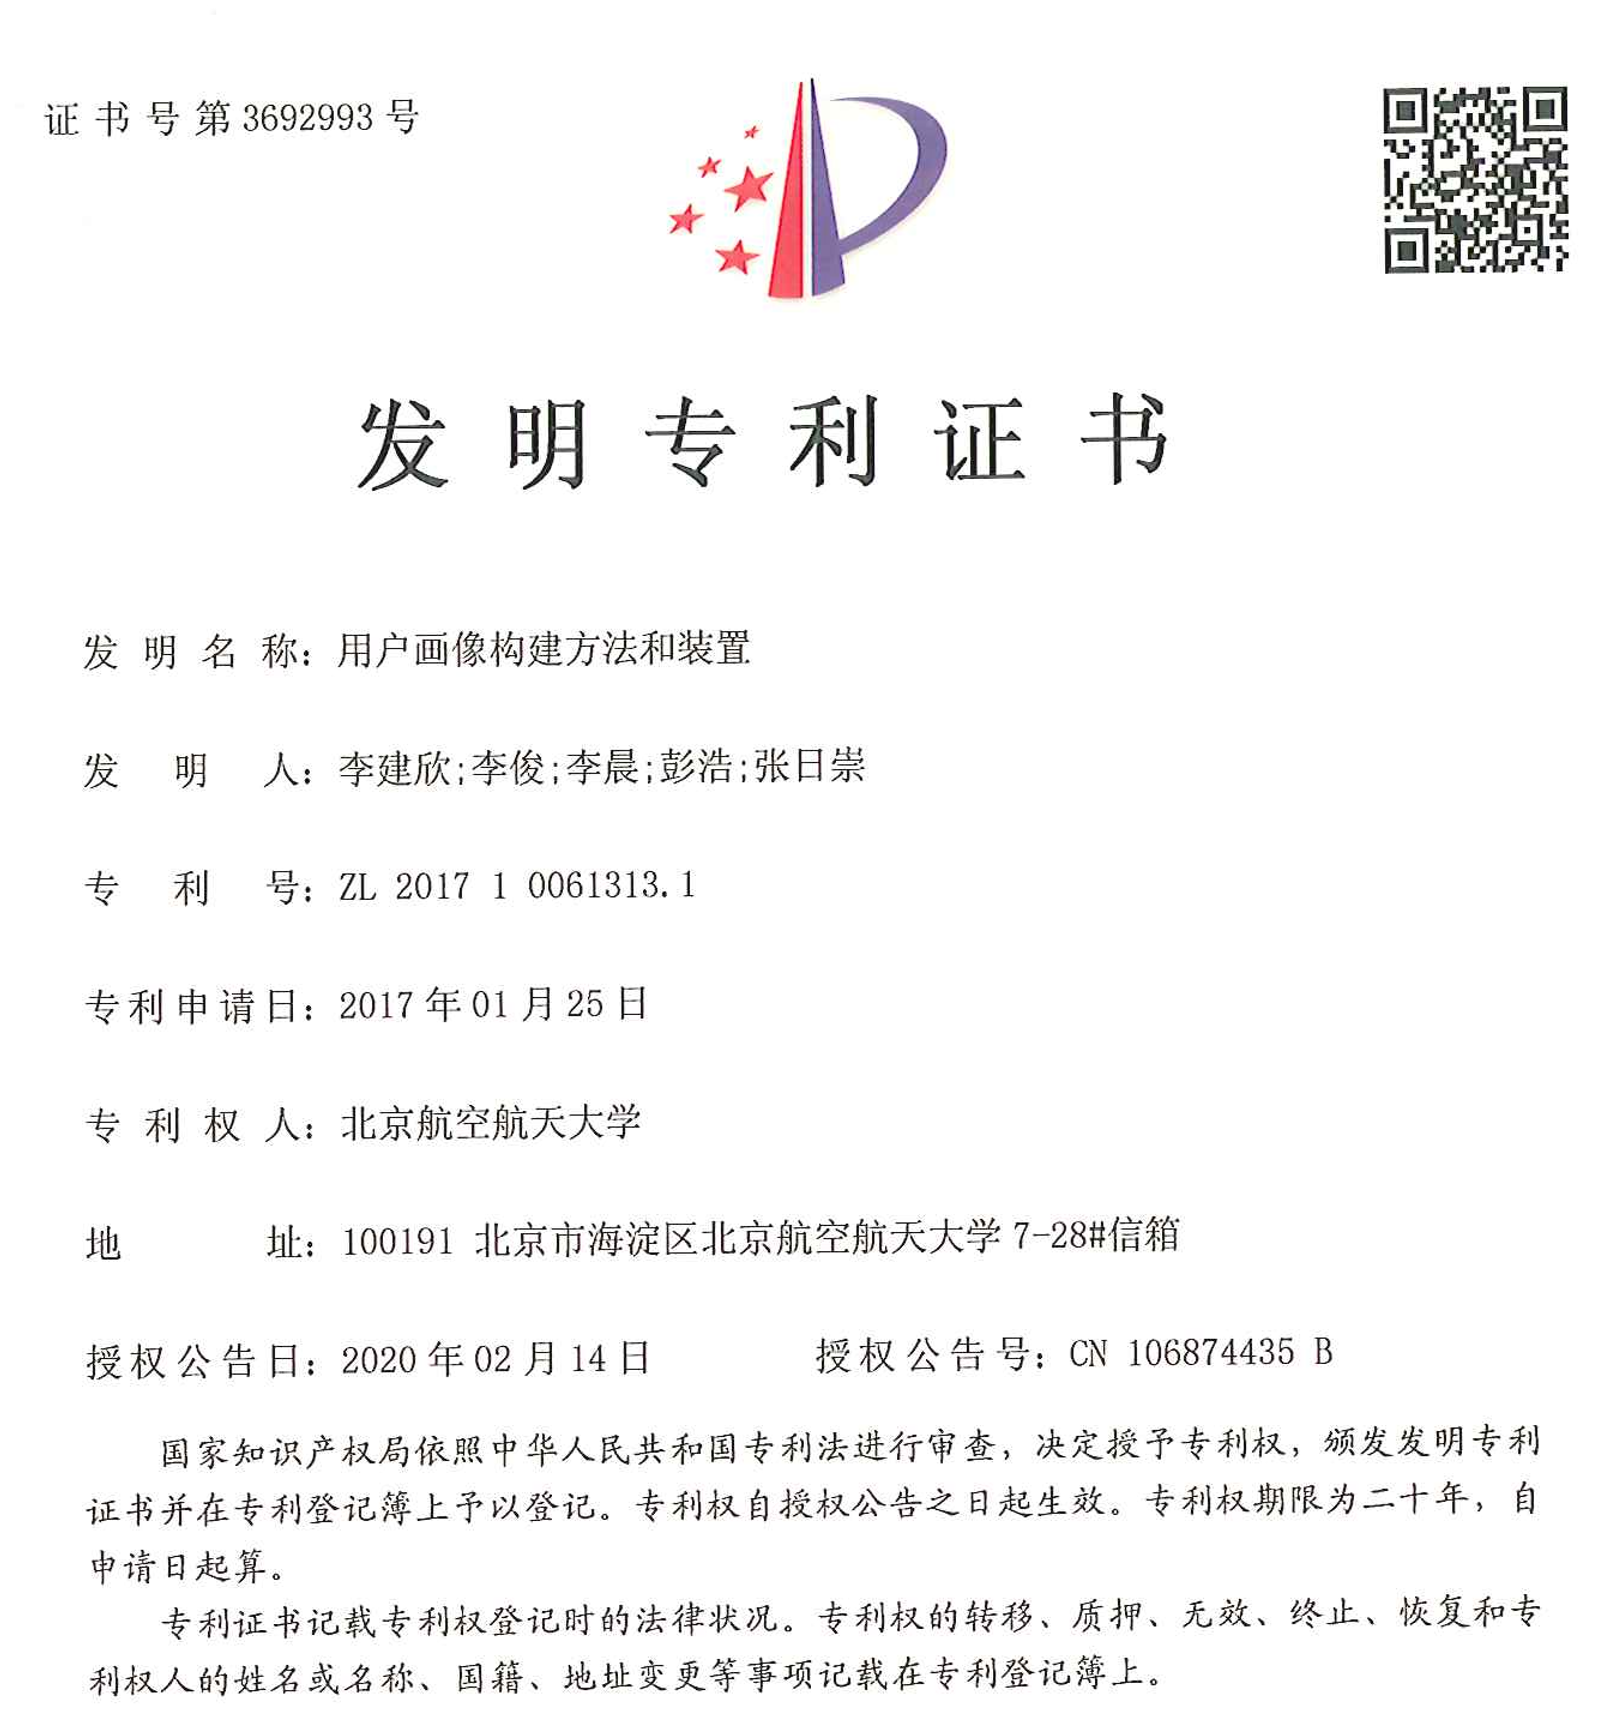 证书号第3692993号
发明专利证书
发明名称：用户画像构建方法和装置
发明人：李建欣;李俊;李晨;彭浩;张日崇
专利号：ZL 2017 1 0061313.1
专利申请日：2017年01月25日
专利权人：北京航空航天大学
地址：100191 北京市海淀区北京航空航天大学7-28#信箱
授权公告日：2020年02月14日 授权公告号：CN 106874435 B
国家知识产权局依照中华人民共和国专利法进行审查，决定授予专利权，颁发发明专利
证书并在专利登记簿上予以登记。专利权自授权公告之日起生效。专利权期限为二十年，自
申请日起算。
专利证书记载专利权登记时的法律状况。专利权的转移、质押、无效、终止、恢复和专
利权人的姓名或名称、国籍、地址变更等事项记载在专利登记簿上。